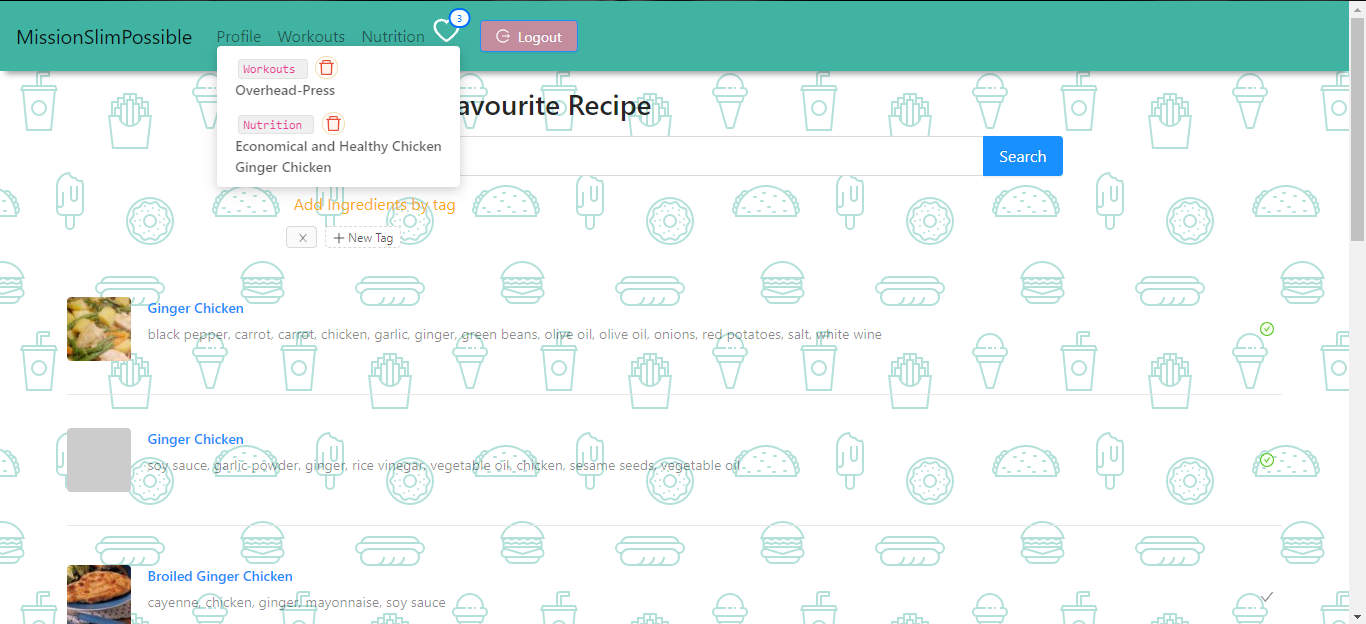 MissionSlimPossible Profile Workouts Nutrition 3 Logout
Workouts
Overhead-Press
Nutrition
Economical and Healthy Chicken
Ginger Chicken
avourite Recipe
Search
Add Ingredients by tag
New Tag
Ginger Chicken
black pepper, carrot, carrot, chicken, garlic, ginger, green beans, olive oil, olive oil, onions, red potatoes, salt, white wine
Ginger Chicken
soy sauce, garlic powder, ginger, rice vinegar, vegetable oil, chicken, sesame seeds, vegetable oil
Broiled Ginger Chicken
cayenne, chicken, ginger, mayonnaise, soy sauce